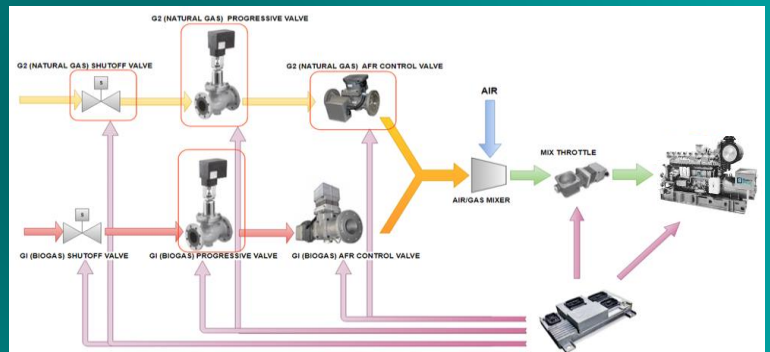 G2 (NATURAL GAS) PROGRESSIVE VALVE
G2 (NATURAL GAS) SHUTOFF VALVE
G2 (NATURAL GAS) AFR CONTROL VALVE
S
AIR
MIX THROTTLE
AIR/GAS MIXER
S
GI (BIOGAS) SHUTOFF VALVE
GI (BIOGAS) PROGRESSIVE VALVE
GI (BIOGAS) AFR CONTROL VALVE